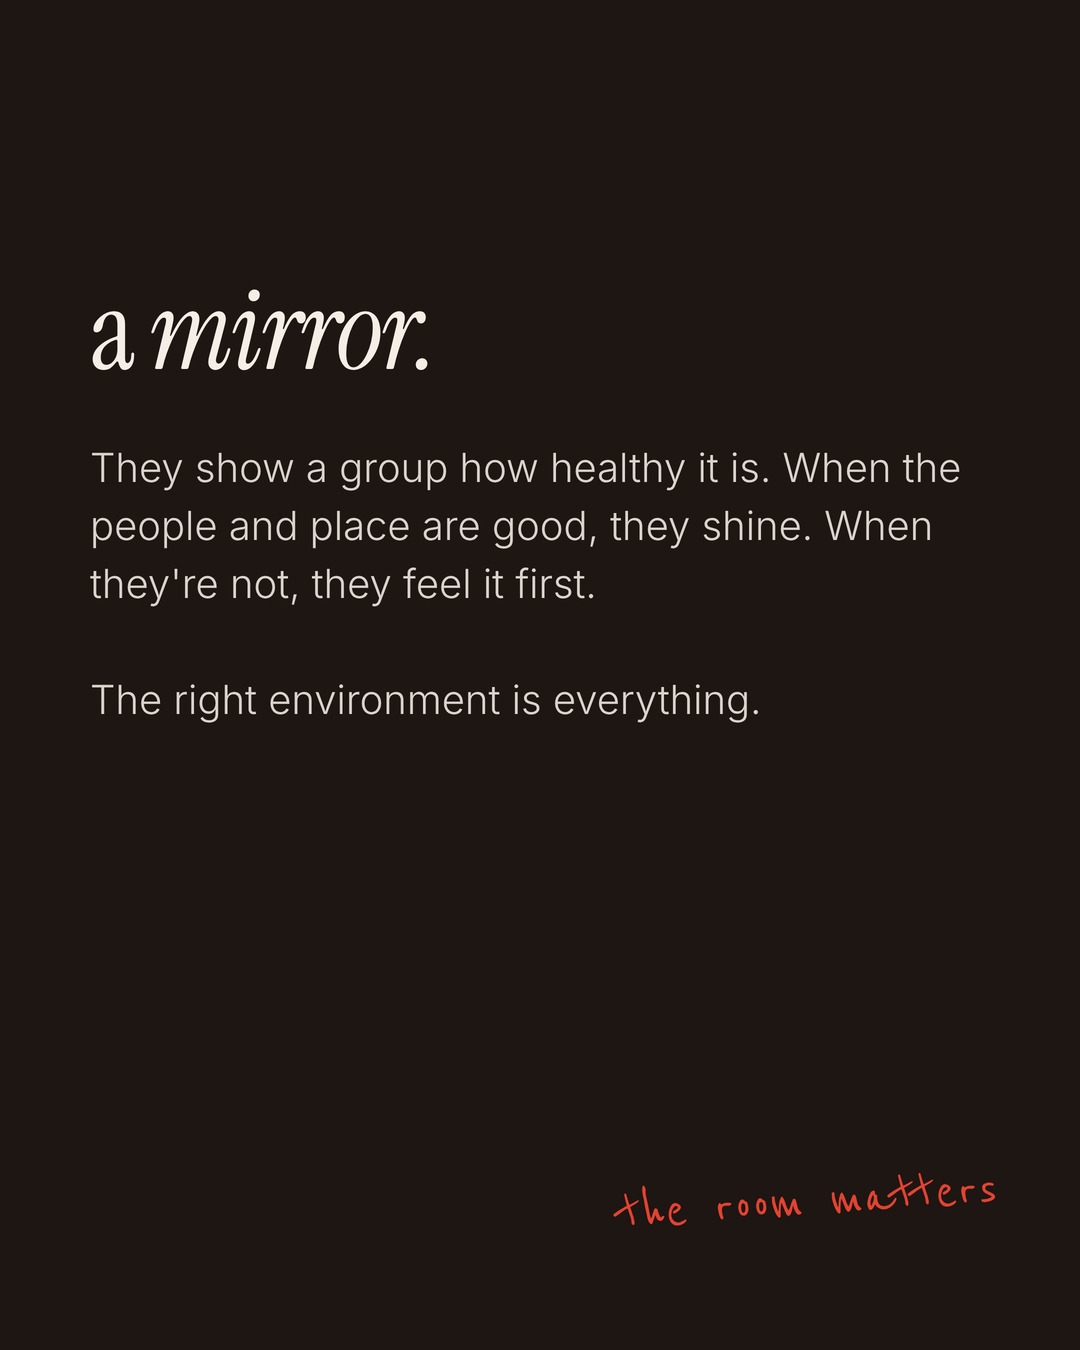 a mirror.
They show a group how healthy it is. When the
people and place are good, they shine. When
they're not, they feel it first.
The right environment is everything.
the room matters